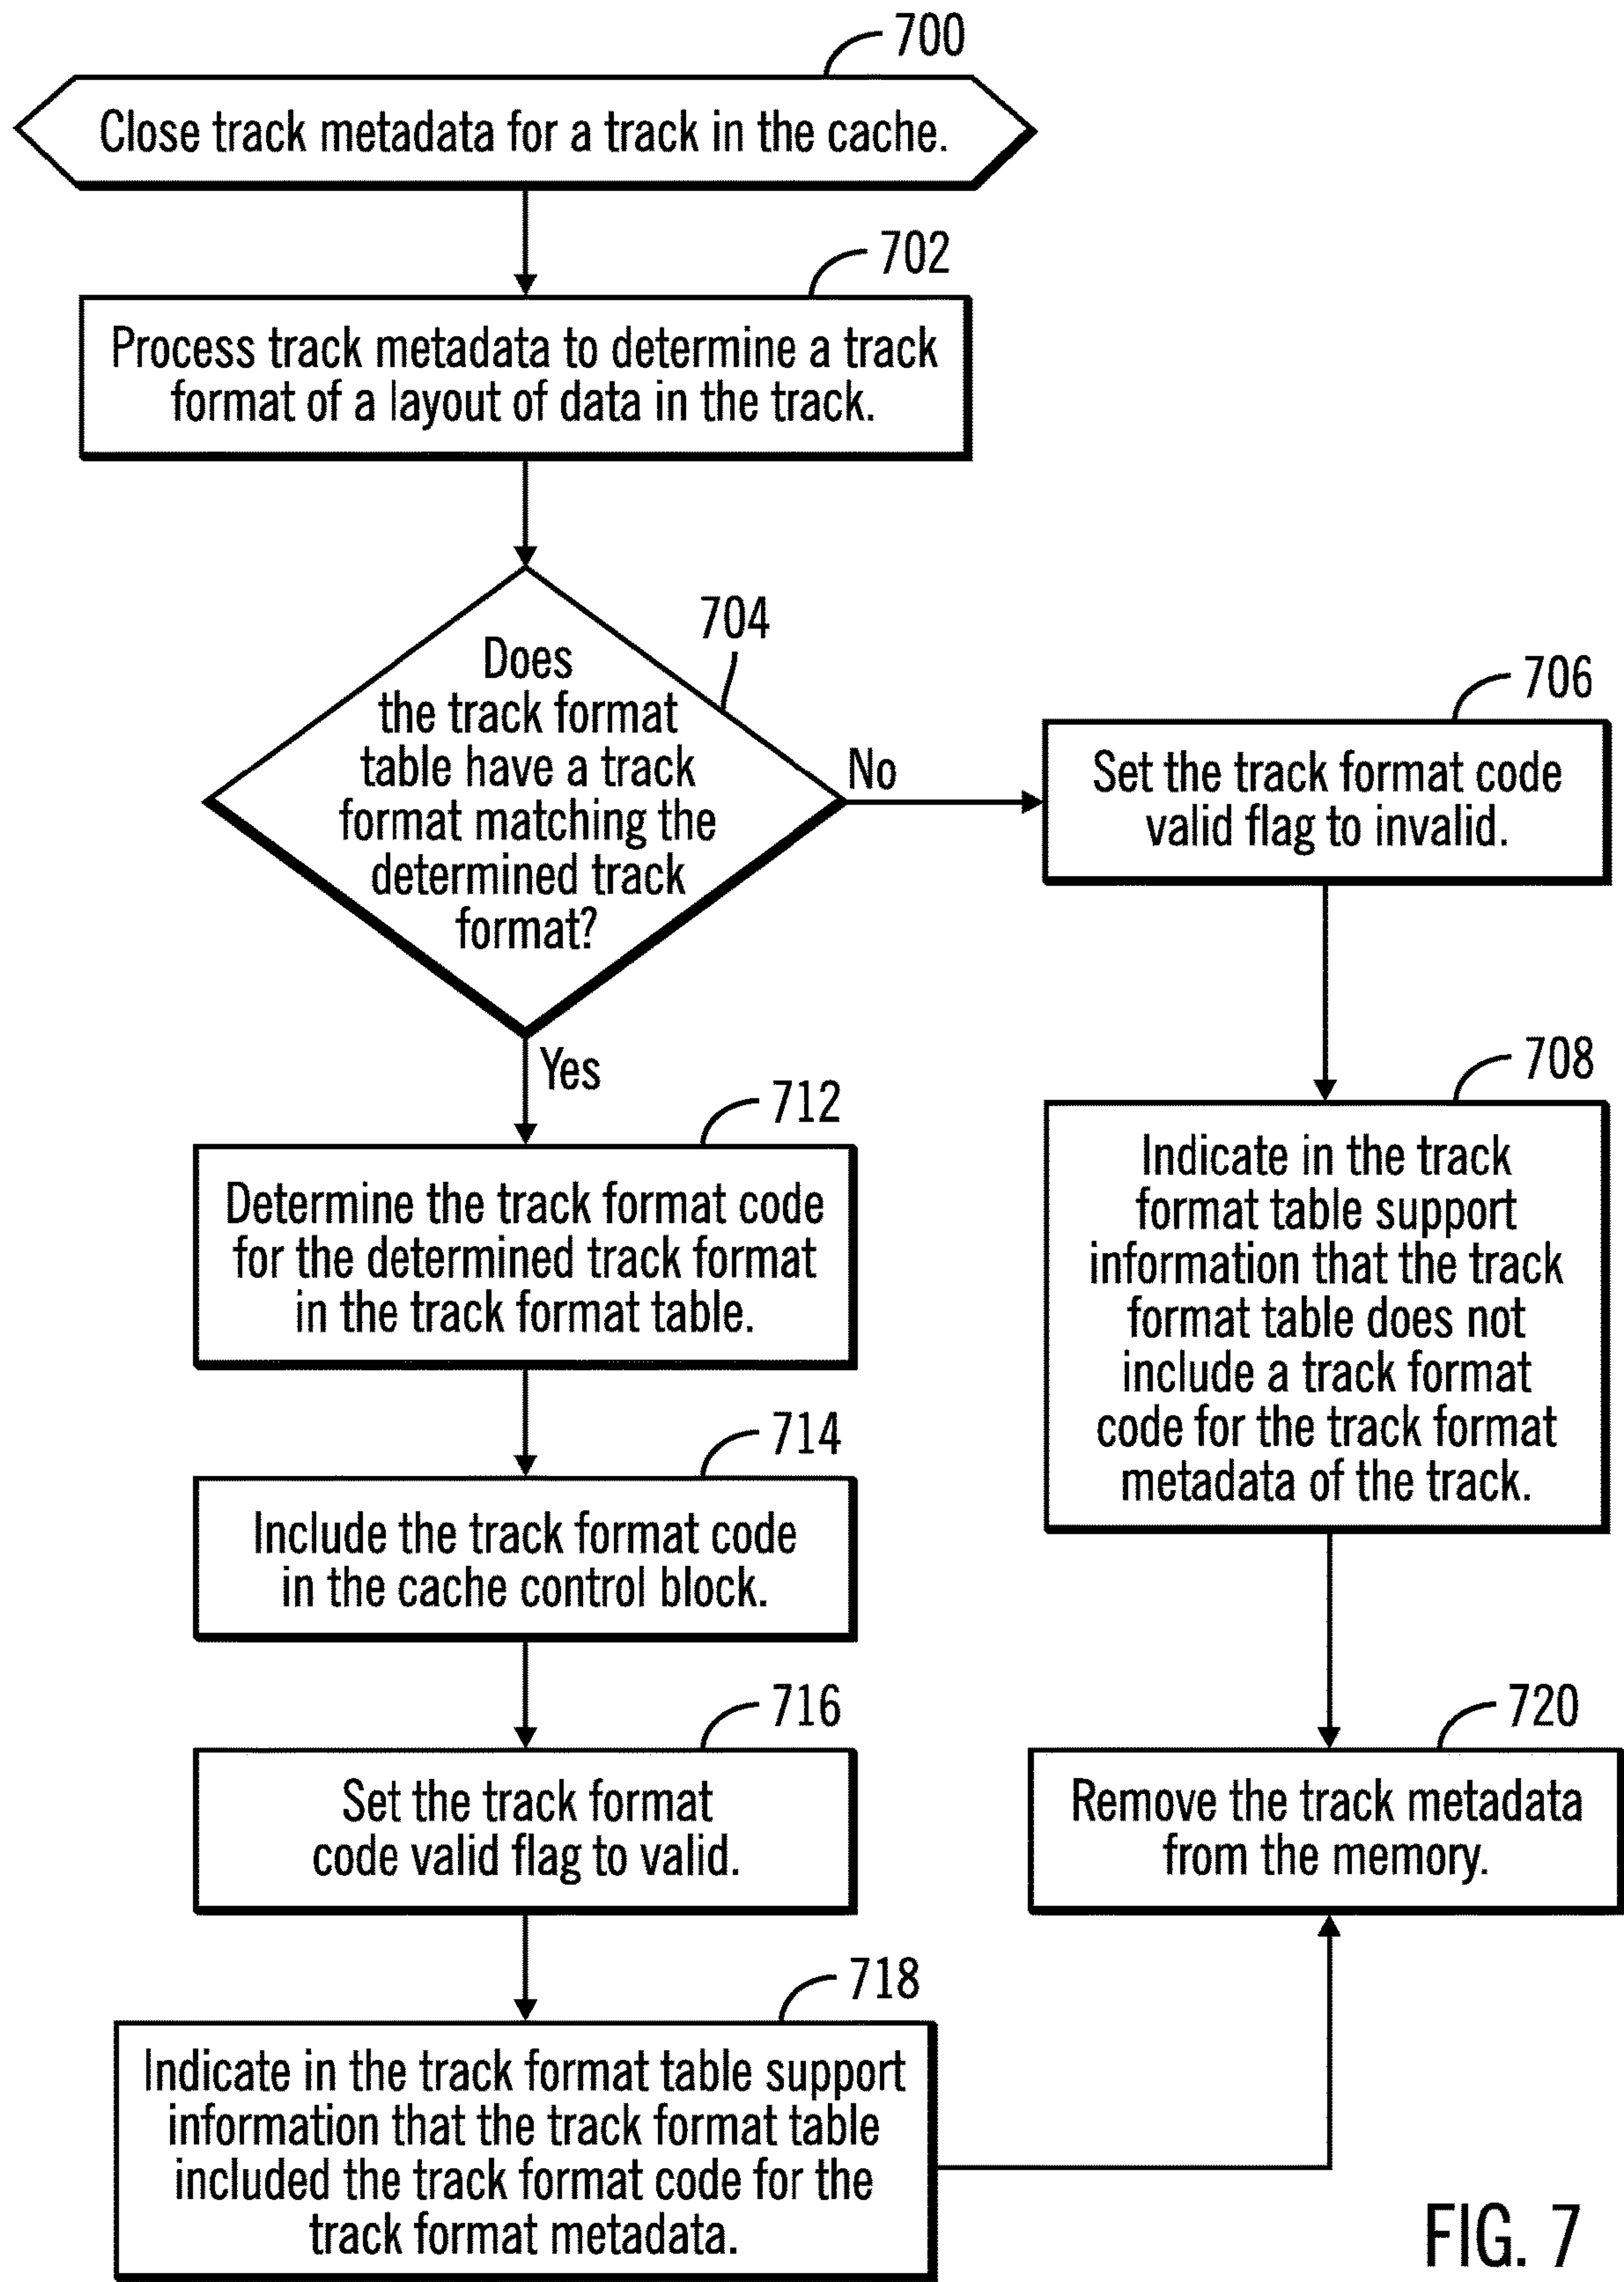 700
Close track metadata for a track in the cache.
702
Process track metadata to determine a track
format of a layout of data in the track.
704
Does
the track format
table have a track
format matching the
determined track
format?
No
706
Set the track format code
valid flag to invalid.
Yes
708
Indicate in the track
format table support
information that the track
format table does not
include a track format
code for the track format
metadata of the track.
712
Determine the track format code
for the determined track format
in the track format table.
714
Include the track format code
in the cache control block.
716
Set the track format
code valid flag to valid.
718
Indicate in the track format table support
information that the track format table
included the track format code for the
track format metadata.
720
Remove the track metadata
from the memory.
FIG. 7